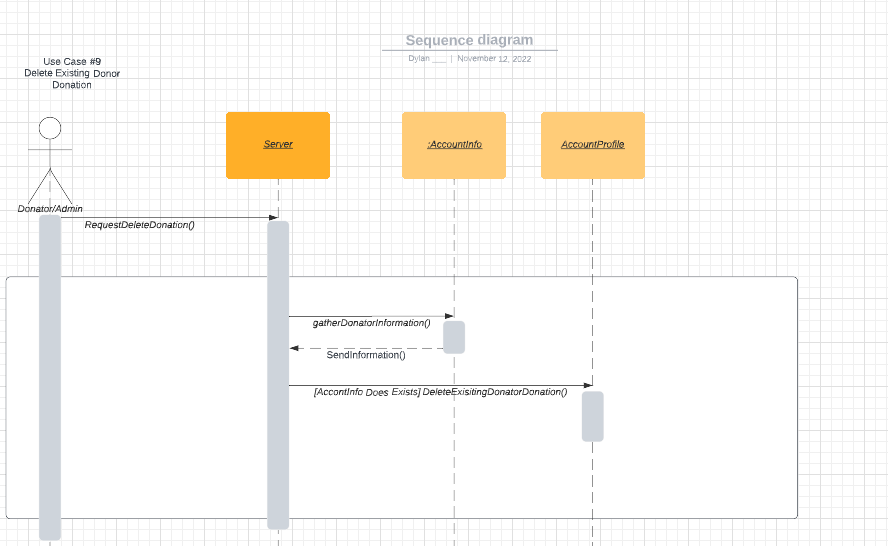 Sequence diagram
Dylan ___ | November 12, 2022
Use Case #9
Delete Existing Donor
Donation
Server
:AccountInfo
AccountProfile
Donator/Admin
RequestDeleteDonation()
gatherDonatorInformation()
SendInformation()
[AccontInfo Does Exists] DeleteExisitingDonatorDonation()